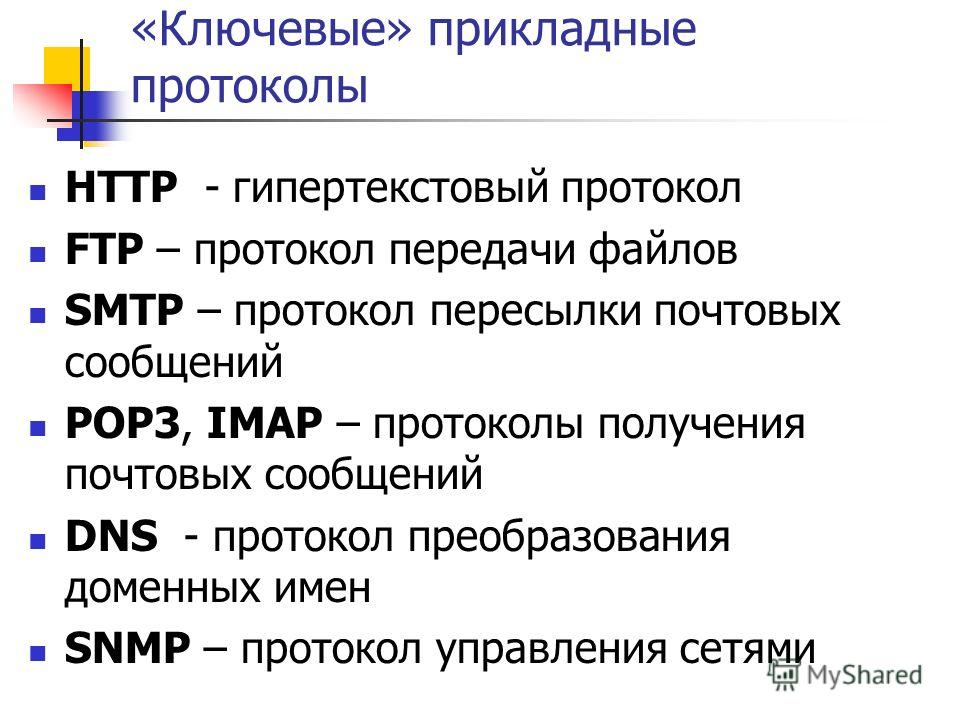 «Ключевые» прикладные
протоколы
HTTP - гипертекстовый протокол
FTP – протокол передачи файлов
SMTP – протокол пересылки почтовых
сообщений
POP3, IMAP – протоколы получения
почтовых сообщений
DNS - протокол преобразования
доменных имен
SNMP – протокол управления сетями
MyShared